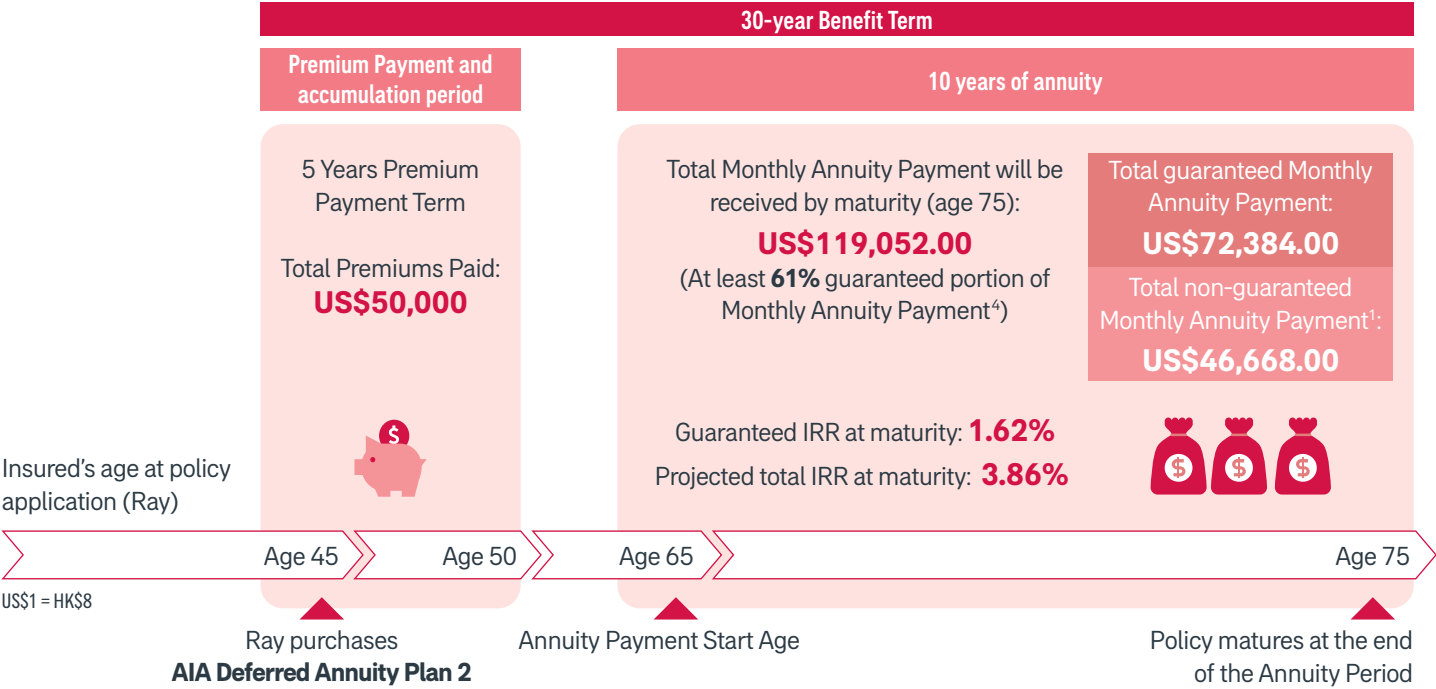 30-year Benefit Term
Premium Payment and
accumulation period
10 years of annuity
5 Years Premium
Payment Term
Total Premiums Paid:
US$50,000
Total Monthly Annuity Payment will be
received by maturity (age 75):
US$119,052.00
(At least 61% guaranteed portion of
Monthly Annuity Payment⁴)
Total guaranteed Monthly
Annuity Payment:
US$72,384.00
Total non-guaranteed
Monthly Annuity Payment¹:
US$46,668.00
Guaranteed IRR at maturity: 1.62%
Projected total IRR at maturity: 3.86%
$
$ $ $
Insured's age at policy
application (Ray)
Age 45
Age 50
Age 65
Age 75
US$1 = HK$8
Ray purchases
AIA Deferred Annuity Plan 2
Annuity Payment Start Age
Policy matures at the end
of the Annuity Period